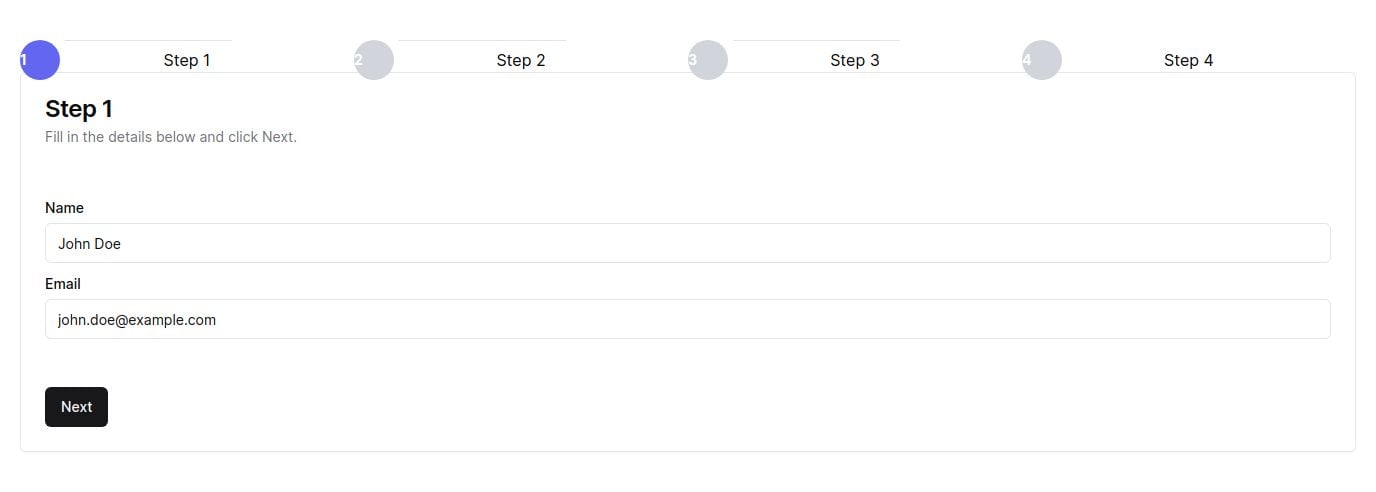 1 Step 1 2 Step 2 3 Step 3 4 Step 4
Step 1
Fill in the details below and click Next.
Name
John Doe
Email
john.doe@example.com
Next